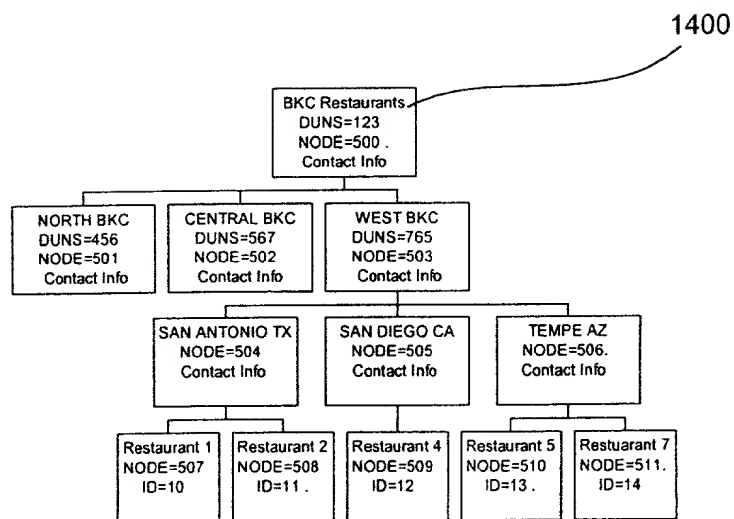 1400
BKC Restaurants
DUNS=123
NODE=500 .
Contact Info
NORTH BKC
DUNS=456
NODE=501
Contact Info
CENTRAL BKC
DUNS=567
NODE=502
Contact Info
WEST BKC
DUNS=765
NODE=503
Contact Info
SAN ANTONIO TX
NODE=504
Contact Info
SAN DIEGO CA
NODE=505
Contact Info
TEMPE AZ
NODE=506.
Contact Info
Restaurant 1
NODE=507
ID=10
Restaurant 2
NODE=508
ID=11 .
Restaurant 4
NODE=509
ID=12
Restaurant 5
NODE=510
ID=13 .
Restuarant 7
NODE=511.
ID=14